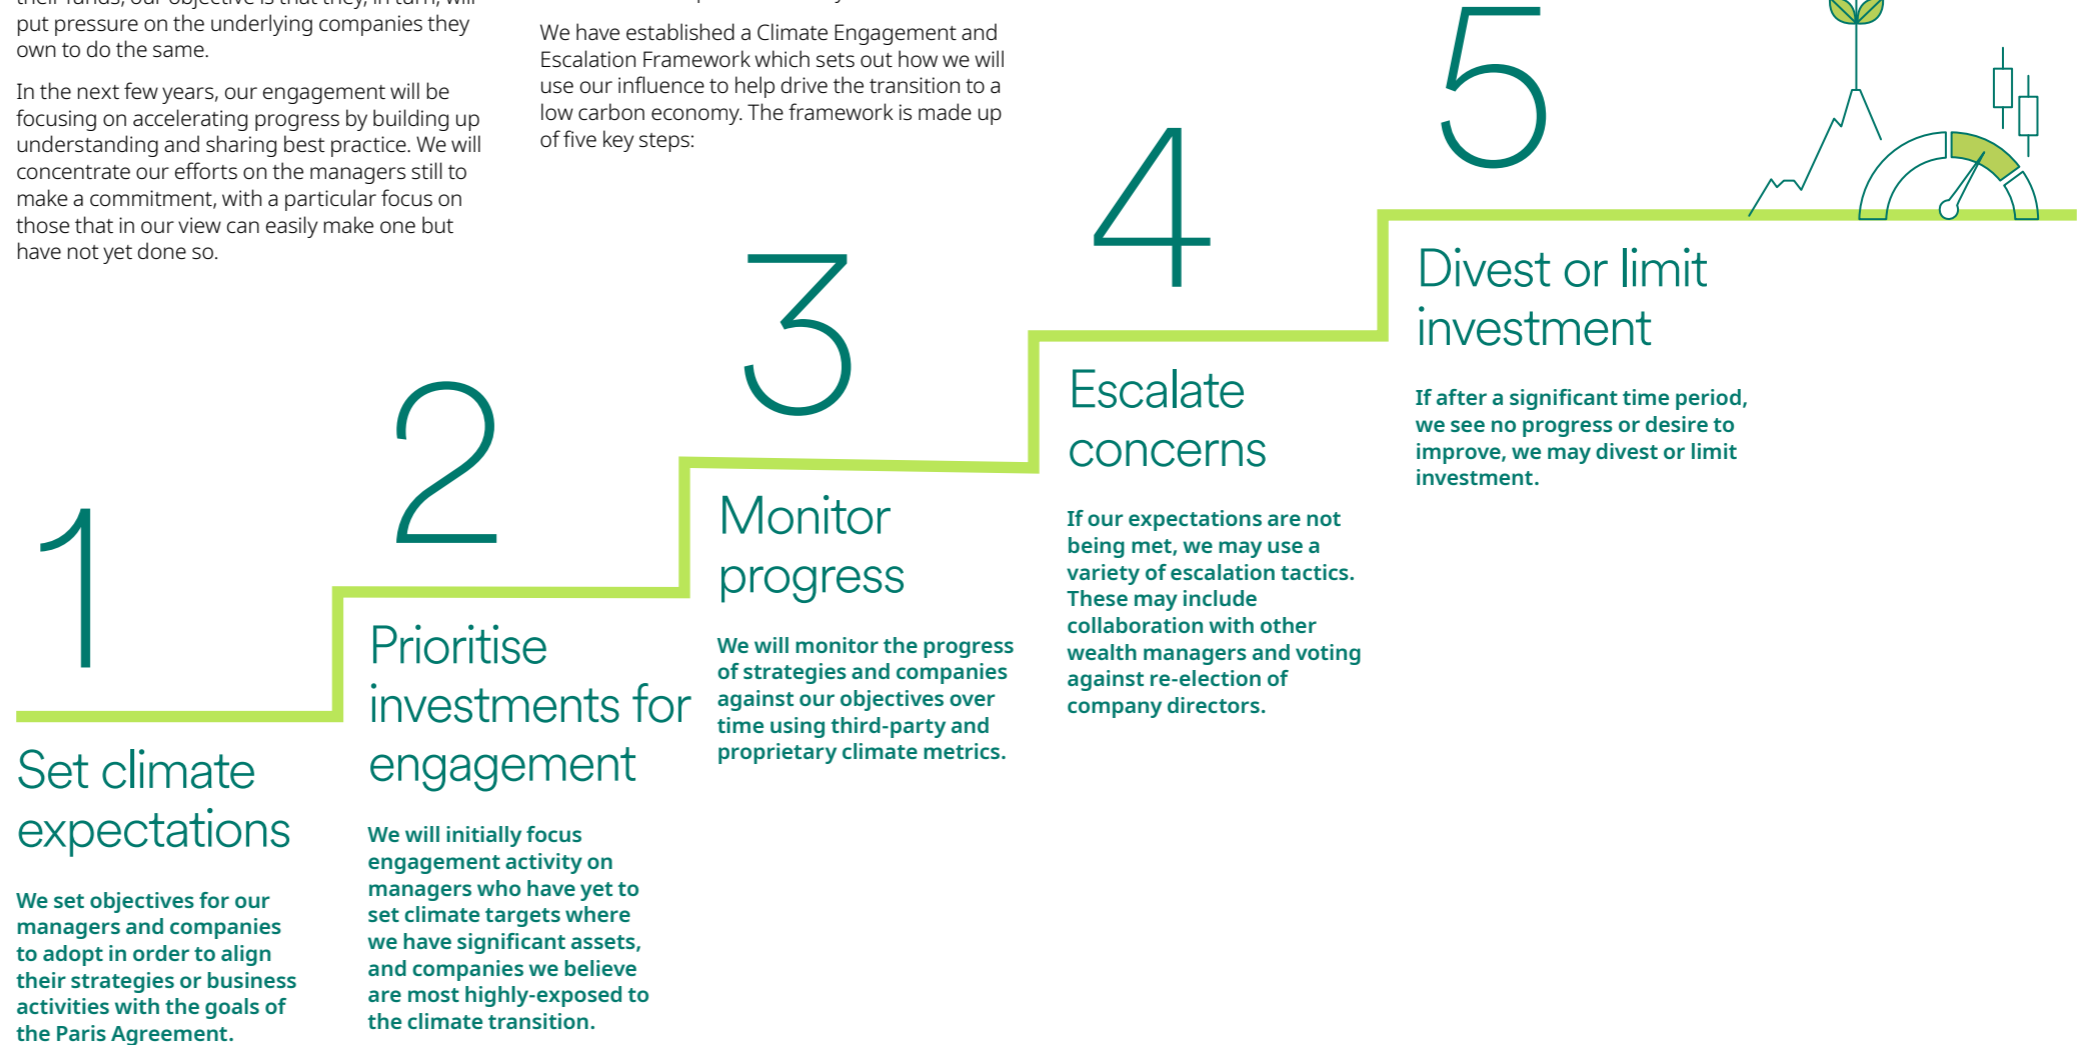 their funds, our objective is that they, in turn, will
put pressure on the underlying companies they
own to do the same.
In the next few years, our engagement will be
focusing on accelerating progress by building up
understanding and sharing best practice. We will
concentrate our efforts on the managers still to
make a commitment, with a particular focus on
those that in our view can easily make one but
have not yet done so.
We have established a Climate Engagement and
Escalation Framework which sets out how we will
use our influence to help drive the transition to a
low carbon economy. The framework is made up
of five key steps:
1
Set climate
expectations
We set objectives for our
managers and companies
to adopt in order to align
their strategies or business
activities with the goals of
the Paris Agreement.
2
Prioritise
investments for
engagement
We will initially focus
engagement activity on
managers who have yet to
set climate targets where
we have significant assets,
and companies we believe
are most highly-exposed to
the climate transition.
3
Monitor
progress
We will monitor the progress
of strategies and companies
against our objectives over
time using third-party and
proprietary climate metrics.
4
Escalate
concerns
If our expectations are not
being met, we may use a
variety of escalation tactics.
These may include
collaboration with other
wealth managers and voting
against re-election of
company directors.
5
Divest or limit
investment
If after a significant time period,
we see no progress or desire to
improve, we may divest or limit
investment.